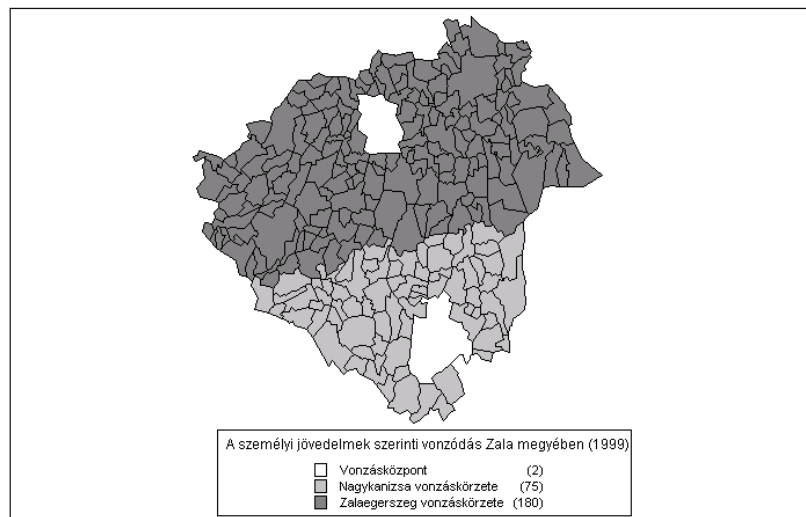 A személyi jövedelmek szerinti vonzódás Zala megyében (1999)
Vonzásközpont (2)
Nagykanizsa vonzáskörzete (75)
Zalaegerszeg vonzáskörzete (180)